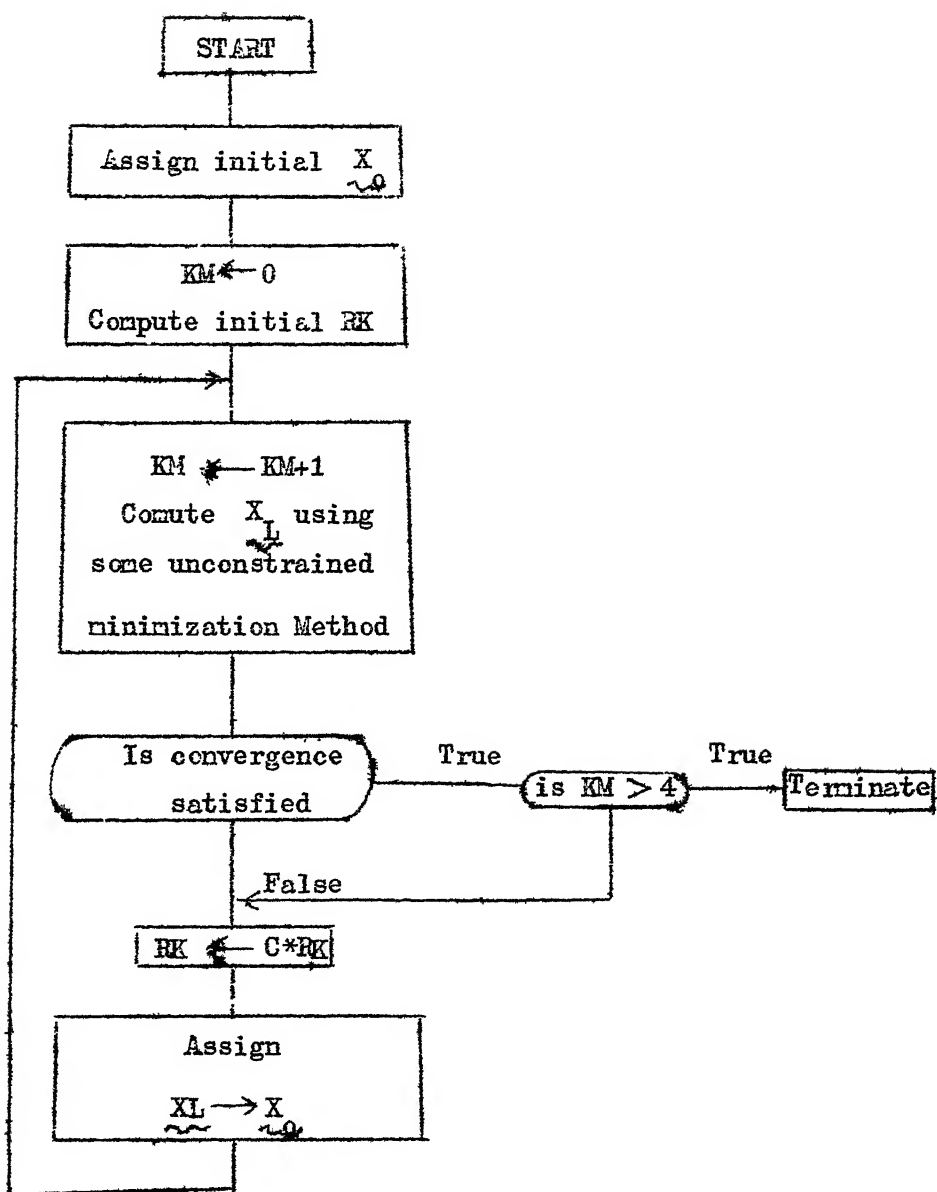 START
Assign initial X₀
KM ← 0
Compute initial RK
KM ← KM+1
Comute X_L using
some unconstrained
minimization Method
Is convergence
satisfied
True
is KM > 4
True
Terminate
False
RK ← C*RK
Assign
XL → X₀